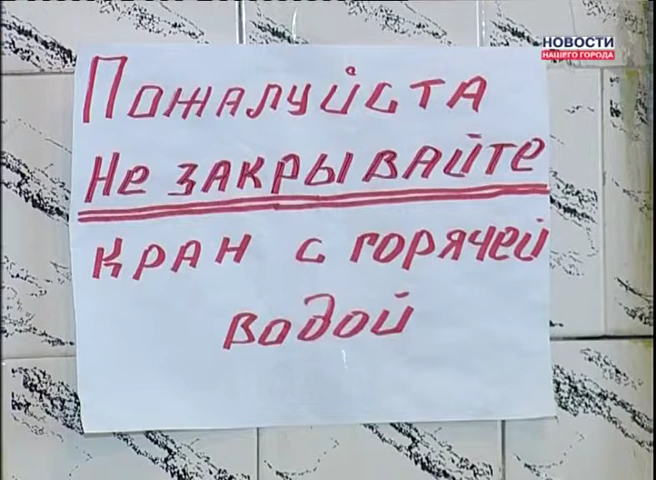 НОВОСТИ
НАШЕГО ГОРОДА
Пожалуйста
Не закрывайте
кран с горячей
водой